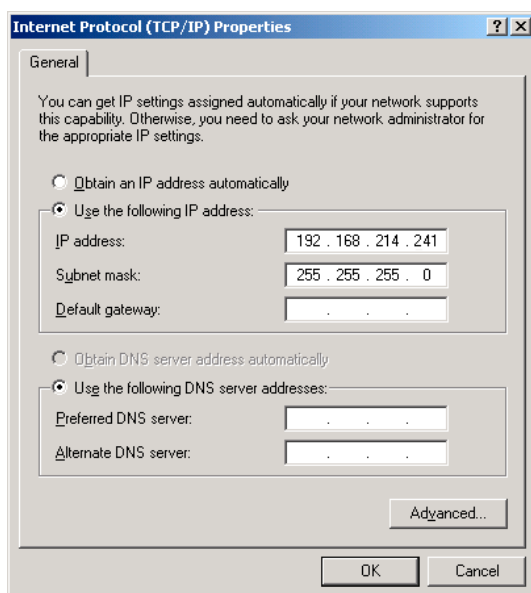 Internet Protocol (TCP/IP) Properties
General
You can get IP settings assigned automatically if your network supports
this capability. Otherwise, you need to ask your network administrator for
the appropriate IP settings.
Obtain an IP address automatically
Use the following IP address:
IP address: 192 . 168 . 214 . 241
Subnet mask: 255 . 255 . 255 . 0
Default gateway: . . .
Obtain DNS server address automatically
Use the following DNS server addresses:
Preferred DNS server: . . .
Alternate DNS server: . . .
Advanced...
OK Cancel